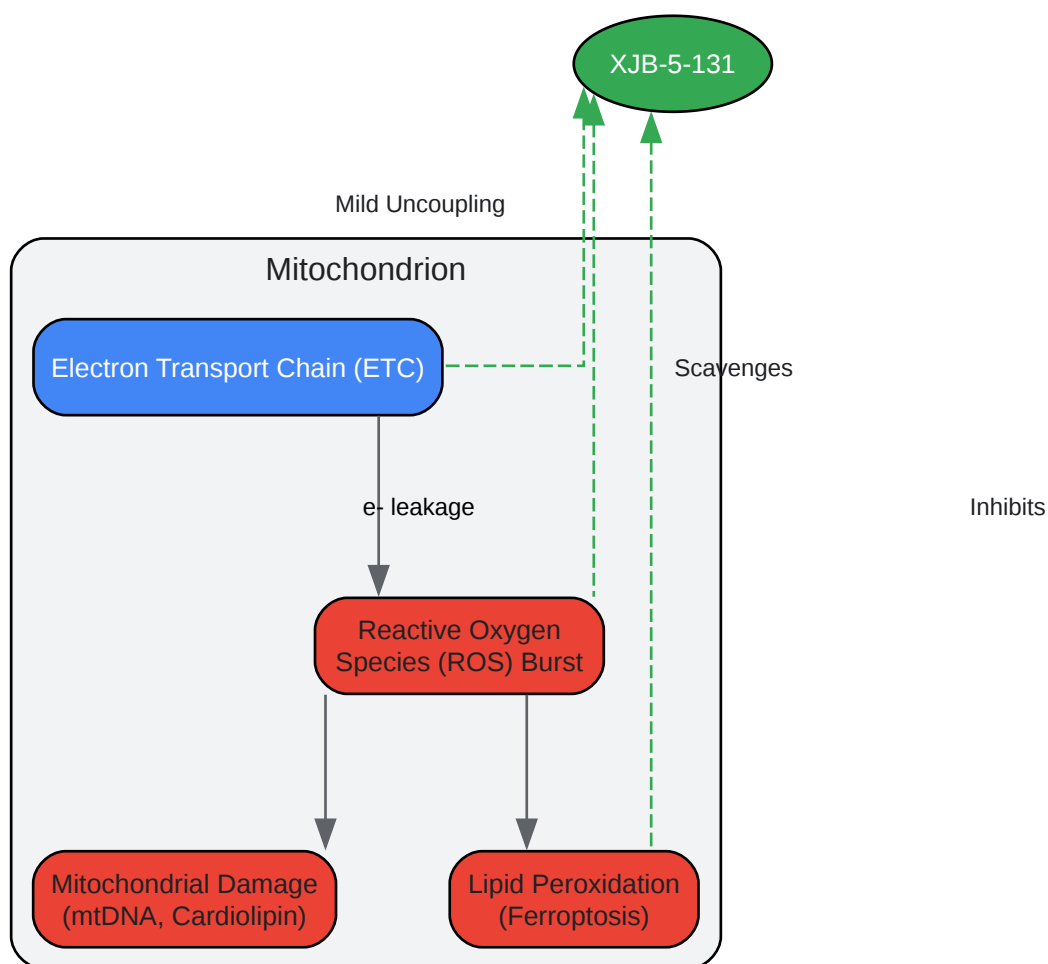 XJB-5-131
Mild Uncoupling
Mitochondrion
Electron Transport Chain (ETC)
Scavenges
e- leakage
Inhibits
Reactive Oxygen
Species (ROS) Burst
Mitochondrial Damage
(mtDNA, Cardiolipin)
Lipid Peroxidation
(Ferroptosis)